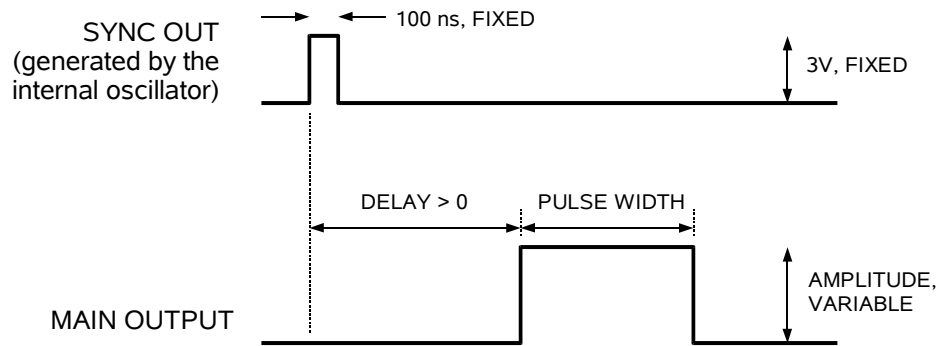 100 ns, FIXED
SYNC OUT
(generated by the
internal oscillator)
3V, FIXED
DELAY > 0
PULSE WIDTH
AMPLITUDE,
VARIABLE
MAIN OUTPUT